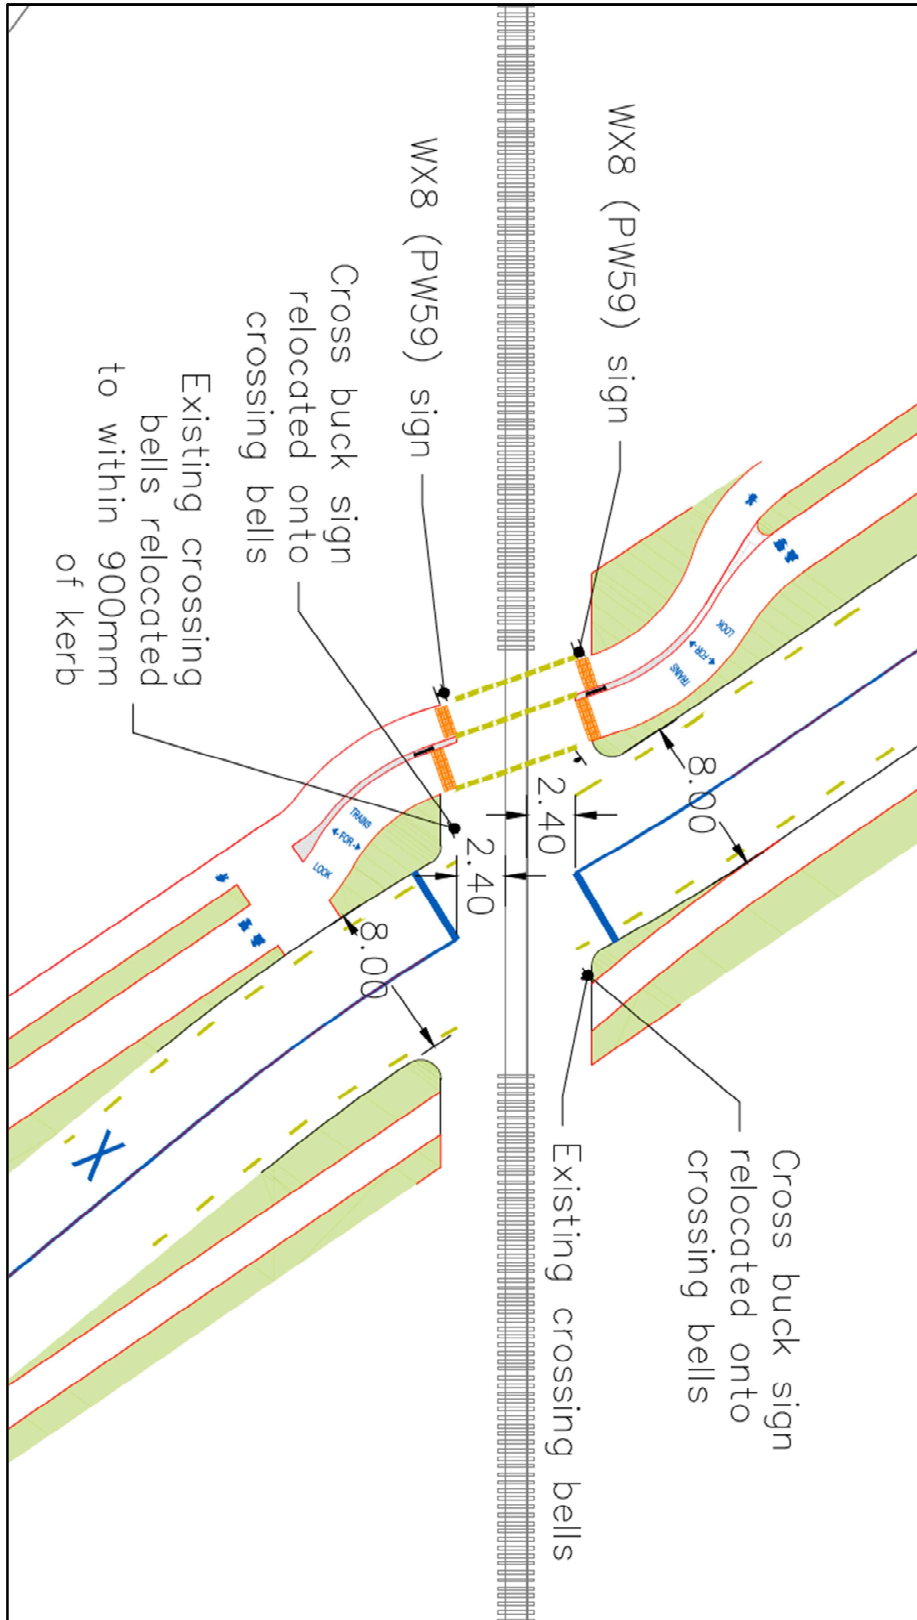 WX8 (PW59) sign
WX8 (PW59) sign
Cross buck sign
relocated onto
crossing bells
Existing crossing
bells relocated
to within 900mm
of kerb
Cross buck sign
relocated onto
crossing bells
Existing crossing bells
8.00
2.40
2.40
8.00
LOOK
FOR
TRAINS
TRAINS
FOR
LOOK
X